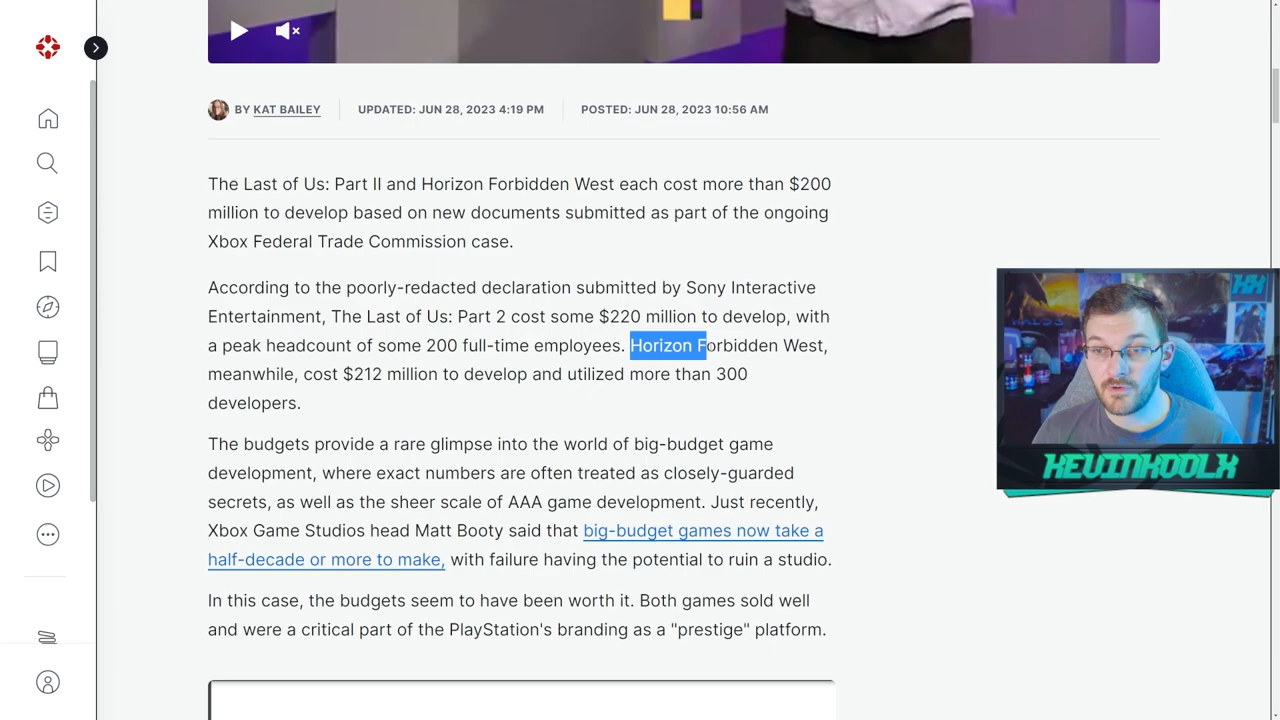 BY KAT BAILEY
UPDATED: JUN 28, 2023 4:19 PM
POSTED: JUN 28, 2023 10:56 AM
The Last of Us: Part II and Horizon Forbidden West each cost more than $200
million to develop based on new documents submitted as part of the ongoing
Xbox Federal Trade Commission case.
According to the poorly-redacted declaration submitted by Sony Interactive
Entertainment, The Last of Us: Part 2 cost some $220 million to develop, with
a peak headcount of some 200 full-time employees. Horizon Forbidden West,
meanwhile, cost $212 million to develop and utilized more than 300
developers.
The budgets provide a rare glimpse into the world of big-budget game
development, where exact numbers are often treated as closely-guarded
secrets, as well as the sheer scale of AAA game development. Just recently,
Xbox Game Studios head Matt Booty said that big-budget games now take a
half-decade or more to make, with failure having the potential to ruin a studio.
In this case, the budgets seem to have been worth it. Both games sold well
and were a critical part of the PlayStation's branding as a "prestige" platform.
KEVINKOOLX